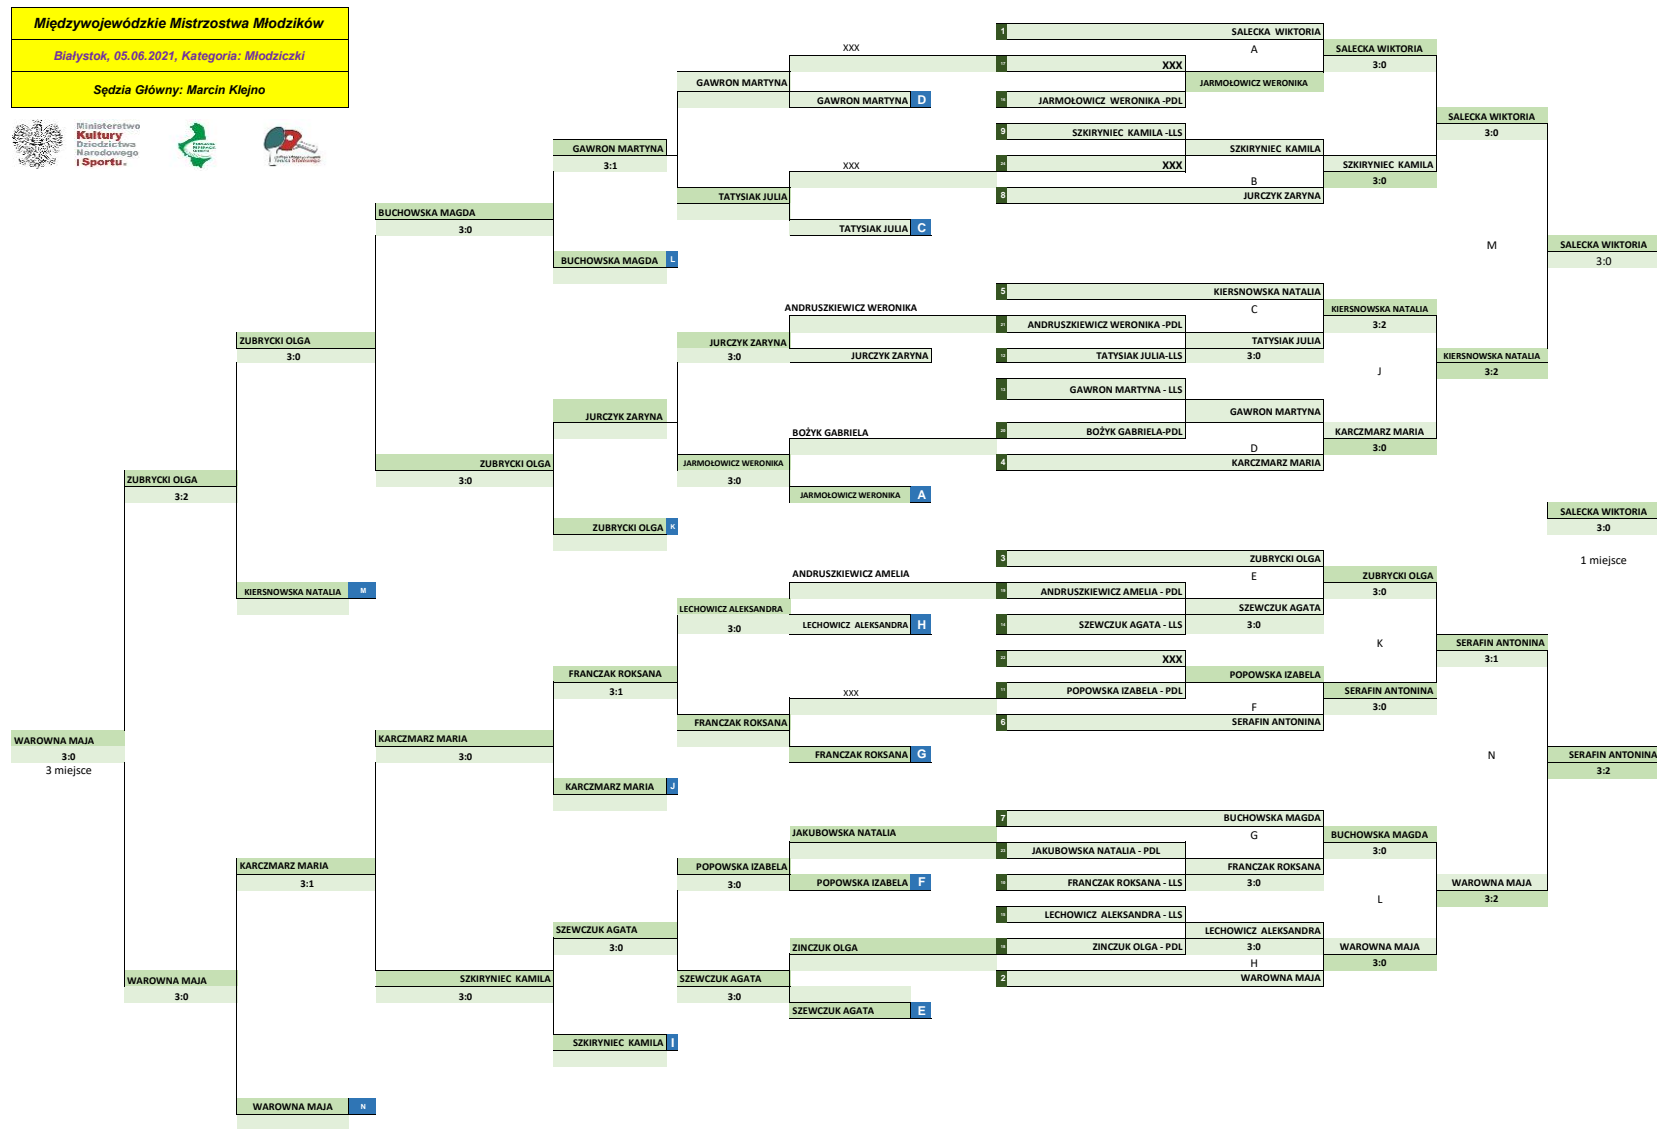 Międzywojewódzkie Mistrzostwa Młodzików
Białystok, 05.06.2021, Kategoria: Młodziczki
Sędzia Główny: Marcin Klejno
Ministerstwo
Kultury
Dziedzictwa
Narodowego
i Sportu.
WAROWNA MAJA
3:0
3 miejsce
ZUBRYCKI OLGA
3:2
WAROWNA MAJA
3:0
ZUBRYCKI OLGA
3:0
KIERSNOWSKA NATALIA M
KARCZMARZ MARIA
3:1
WAROWNA MAJA N
BUCHOWSKA MAGDA
3:0
ZUBRYCKI OLGA
3:0
KARCZMARZ MARIA
3:0
SZKIRYNIEC KAMILA
3:0
GAWRON MARTYNA
3:1
BUCHOWSKA MAGDA L
JURCZYK ZARYNA
ZUBRYCKI OLGA K
FRANCZAK ROKSANA
3:1
KARCZMARZ MARIA J
SZEWCZUK AGATA
3:0
SZKIRYNIEC KAMILA I
GAWRON MARTYNA
TATYSIAK JULIA
JURCZYK ZARYNA
3:0
JARMOŁOWICZ WERONIKA
3:0
LECHOWICZ ALEKSANDRA
3:0
FRANCZAK ROKSANA
POPOWSKA IZABELA
3:0
SZEWCZUK AGATA
3:0
XXX
GAWRON MARTYNA D
XXX
TATYSIAK JULIA C
ANDRUSZKIEWICZ WERONIKA
JURCZYK ZARYNA
BOŻYK GABRIELA
JARMOŁOWICZ WERONIKA A
ANDRUSZKIEWICZ AMELIA
LECHOWICZ ALEKSANDRA H
XXX
FRANCZAK ROKSANA G
JAKUBOWSKA NATALIA
POPOWSKA IZABELA F
ZINCZUK OLGA
SZEWCZUK AGATA E
1 SALECKA WIKTORIA
A
XXX
JARMOŁOWICZ WERONIKA
JARMOŁOWICZ WERONIKA -PDL
9 SZKIRYNIEC KAMILA -LLS
SZKIRYNIEC KAMILA
XXX
B
8 JURCZYK ZARYNA
5 KIERSNOWSKA NATALIA
C
ANDRUSZKIEWICZ WERONIKA -PDL
TATYSIAK JULIA
TATYSIAK JULIA-LLS 3:0
GAWRON MARTYNA - LLS
GAWRON MARTYNA
BOŻYK GABRIELA-PDL
D
4 KARCZMARZ MARIA
3 ZUBRYCKI OLGA
E
ANDRUSZKIEWICZ AMELIA - PDL
SZEWCZUK AGATA
SZEWCZUK AGATA - LLS 3:0
XXX
POPOWSKA IZABELA
POPOWSKA IZABELA - PDL
F
6 SERAFIN ANTONINA
7 BUCHOWSKA MAGDA
G
JAKUBOWSKA NATALIA - PDL
FRANCZAK ROKSANA
FRANCZAK ROKSANA - LLS 3:0
LECHOWICZ ALEKSANDRA - LLS
LECHOWICZ ALEKSANDRA
ZINCZUK OLGA - PDL 3:0
H
2 WAROWNA MAJA
SALECKA WIKTORIA
3:0
SZKIRYNIEC KAMILA
3:0
KIERSNOWSKA NATALIA
3:2
J
KARCZMARZ MARIA
3:0
ZUBRYCKI OLGA
3:0
K
SERAFIN ANTONINA
3:0
BUCHOWSKA MAGDA
3:0
L
WAROWNA MAJA
3:0
SALECKA WIKTORIA
3:0
M
KIERSNOWSKA NATALIA
3:2
SERAFIN ANTONINA
3:1
N
WAROWNA MAJA
3:2
SALECKA WIKTORIA
3:0
SALECKA WIKTORIA
3:0
1 miejsce
SERAFIN ANTONINA
3:2